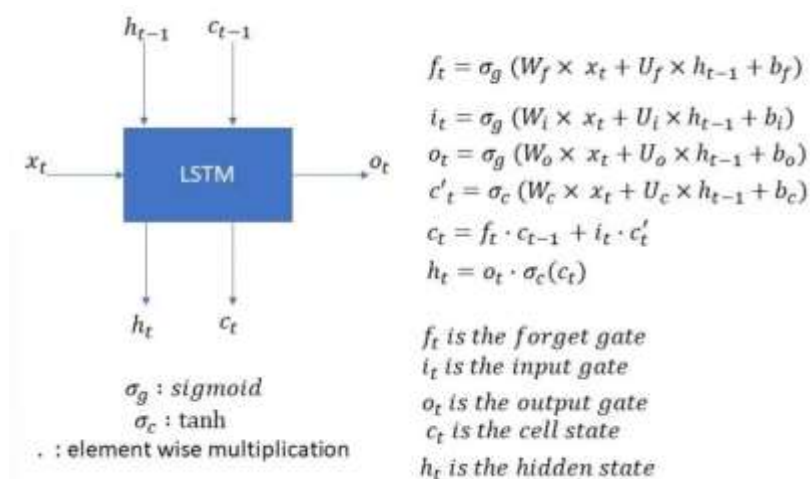 h_{t-1} c_{t-1}
x_t LSTM o_t
h_t c_t
σ_g : sigmoid
σ_c : tanh
. : element wise multiplication
f_t = σ_g (W_f × x_t + U_f × h_{t-1} + b_f)
i_t = σ_g (W_i × x_t + U_i × h_{t-1} + b_i)
o_t = σ_g (W_o × x_t + U_o × h_{t-1} + b_o)
c'_t = σ_c (W_c × x_t + U_c × h_{t-1} + b_c)
c_t = f_t · c_{t-1} + i_t · c'_t
h_t = o_t · σ_c(c_t)
f_t is the forget gate
i_t is the input gate
o_t is the output gate
c_t is the cell state
h_t is the hidden state